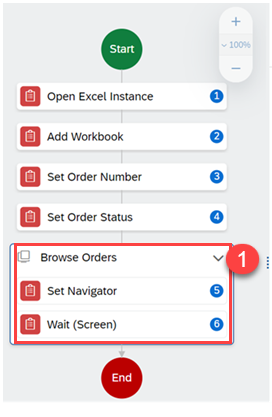 Start
100%
Open Excel Instance 1
Add Workbook 2
Set Order Number 3
Set Order Status 4
Browse Orders 1
Set Navigator 5
Wait (Screen) 6
End